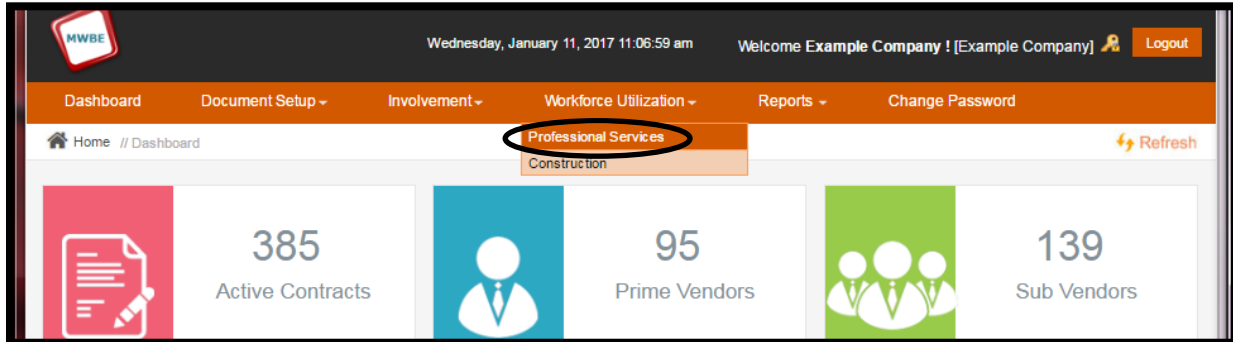 MWBE
Wednesday, January 11, 2017 11:06:59 am
Welcome Example Company ! [Example Company]
Logout
Dashboard Document Setup Involvement Workforce Utilization Reports Change Password
Home // Dashboard
Professional Services
Refresh
Construction
385
Active Contracts
95
Prime Vendors
139
Sub Vendors